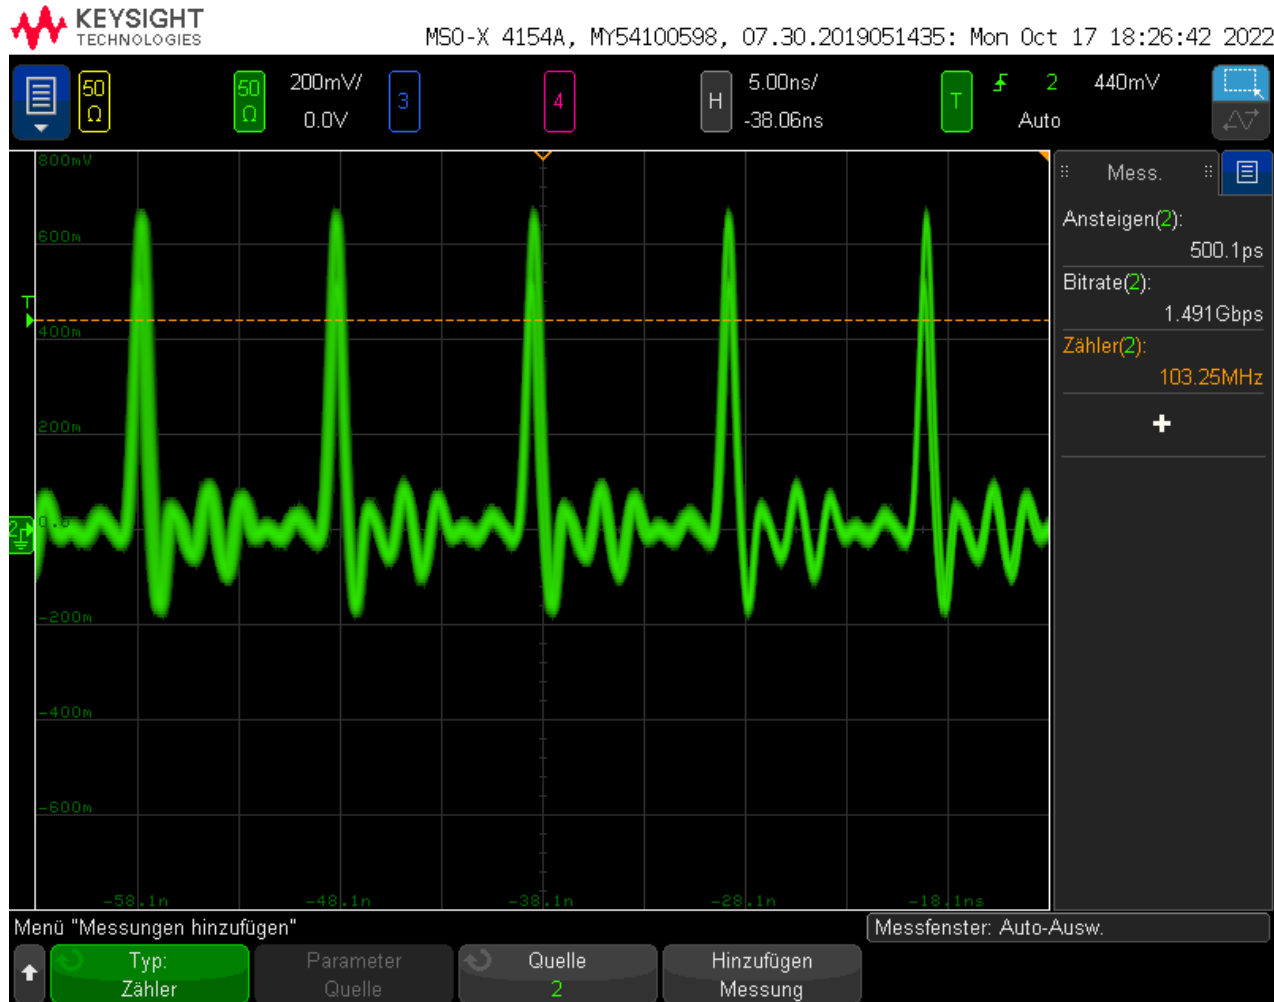 KEYSIGHT
TECHNOLOGIES
MSO-X 4154A, MY54100598, 07.30.2019051435: Mon Oct 17 18:26:42 2022
50 Ω
50 Ω
200mV/
0.0V
3
4
H
5.00ns/
-38.06ns
T
2
440mV
Auto
800mV
600m
400m
200m
0.0
-200m
-400m
-600m
T
2
-58.1n
-48.1n
-38.1n
-28.1n
-18.1ns
Mess.
Ansteigen(2):
500.1ps
Bitrate(2):
1.491Gbps
Zähler(2):
103.25MHz
+
Menü "Messungen hinzufügen"
Messfenster: Auto-Ausw.
Typ:
Zähler
Parameter
Quelle
Quelle
2
Hinzufügen
Messung